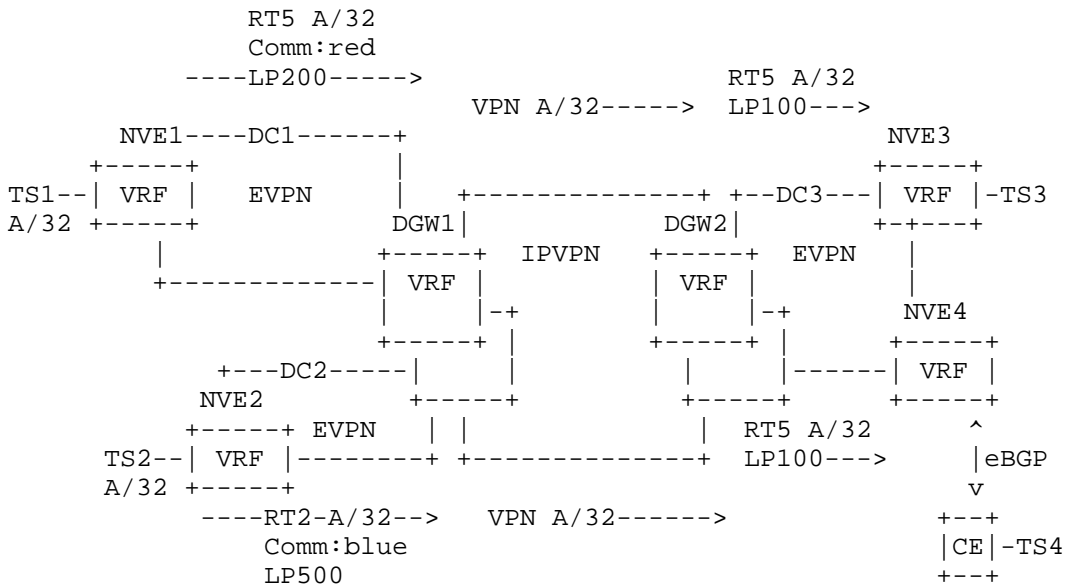 RT5 A/32
Comm:red
----LP200-----> RT5 A/32
VPN A/32-----> LP100--->
NVE1----DC1------+ NVE3
TS1--| VRF | EVPN | +--------------+ +--DC3---| VRF |-TS3
A/32 +-----+ DGW1| DGW2|
IPVPN EVPN
VRF VRF
NVE4
+---DC2-----| |------| VRF |
NVE2
EVPN RT5 A/32 ^
TS2--| VRF |--------+ +--------------+ LP100---> |eBGP
A/32 +-----+ v
----RT2-A/32--> VPN A/32------> +--+
Comm:blue |CE|-TS4
LP500 +--+